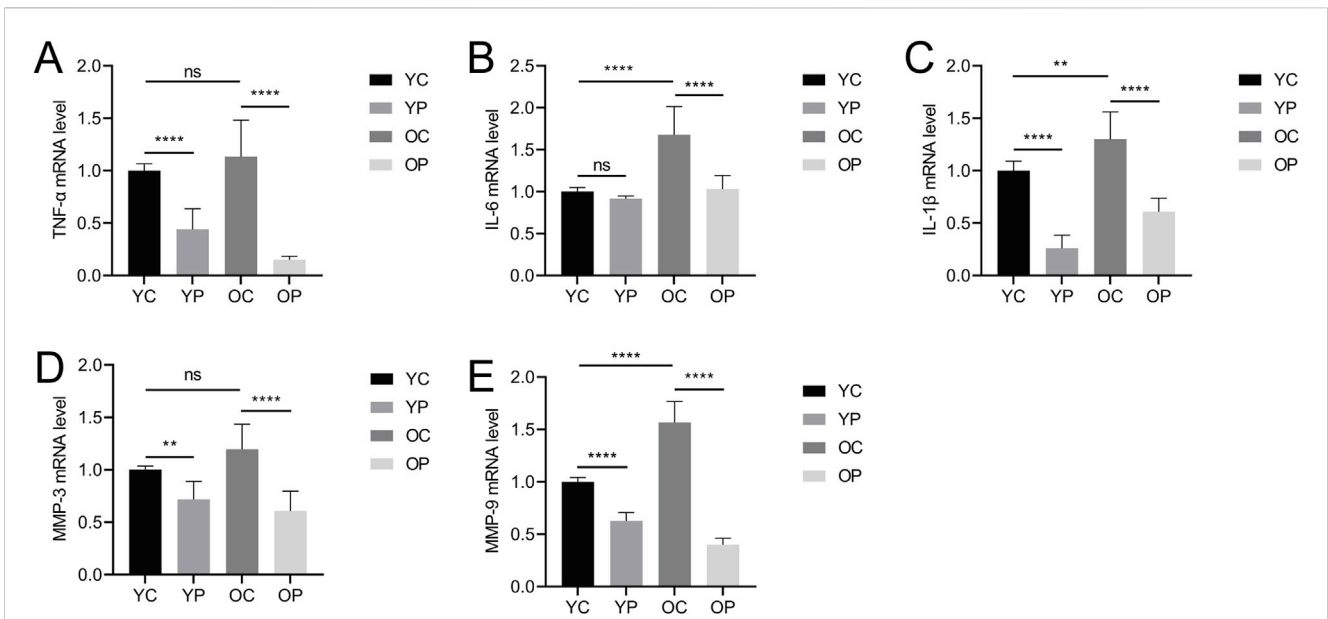 A
TNF-α mRNA level
2.0
1.5
1.0
0.5
0.0
ns
****
****
YC
YP
OC
OP
YC
YP
OC
OP
B
IL-6 mRNA level
2.5
2.0
1.5
1.0
0.5
0.0
****
****
ns
YC
YP
OC
OP
YC
YP
OC
OP
C
IL-1β mRNA level
2.0
1.5
1.0
0.5
0.0
**
****
****
YC
YP
OC
OP
YC
YP
OC
OP
D
MMP-3 mRNA level
2.0
1.5
1.0
0.5
0.0
ns
****
**
YC
YP
OC
OP
YC
YP
OC
OP
E
MMP-9 mRNA level
2.0
1.5
1.0
0.5
0.0
****
****
****
YC
YP
OC
OP
YC
YP
OC
OP